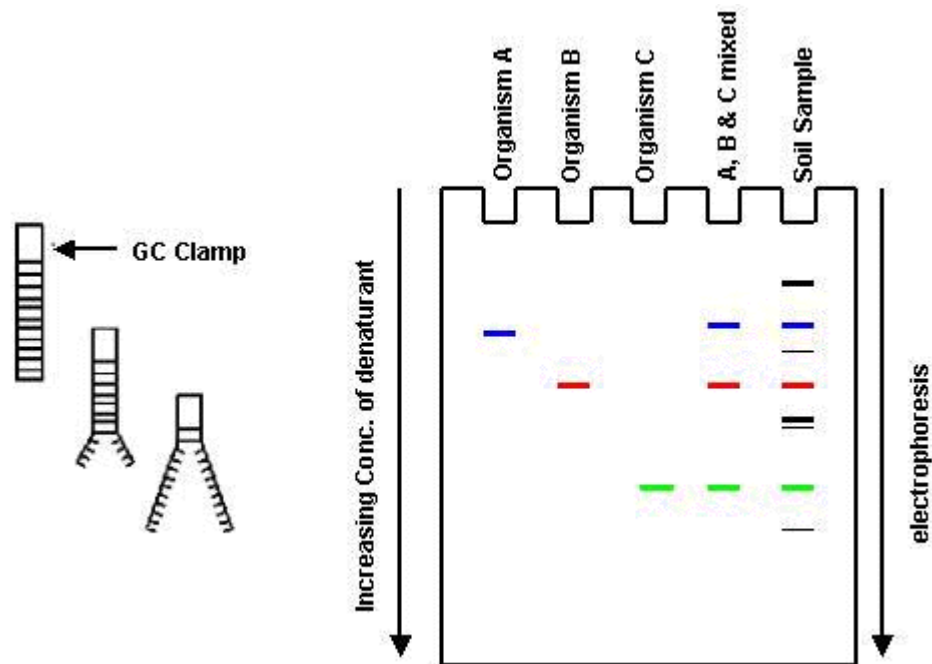 GC Clamp
Increasing Conc. of denaturant
Organism A
Organism B
Organism C
A, B & C mixed
Soil Sample
electrophoresis